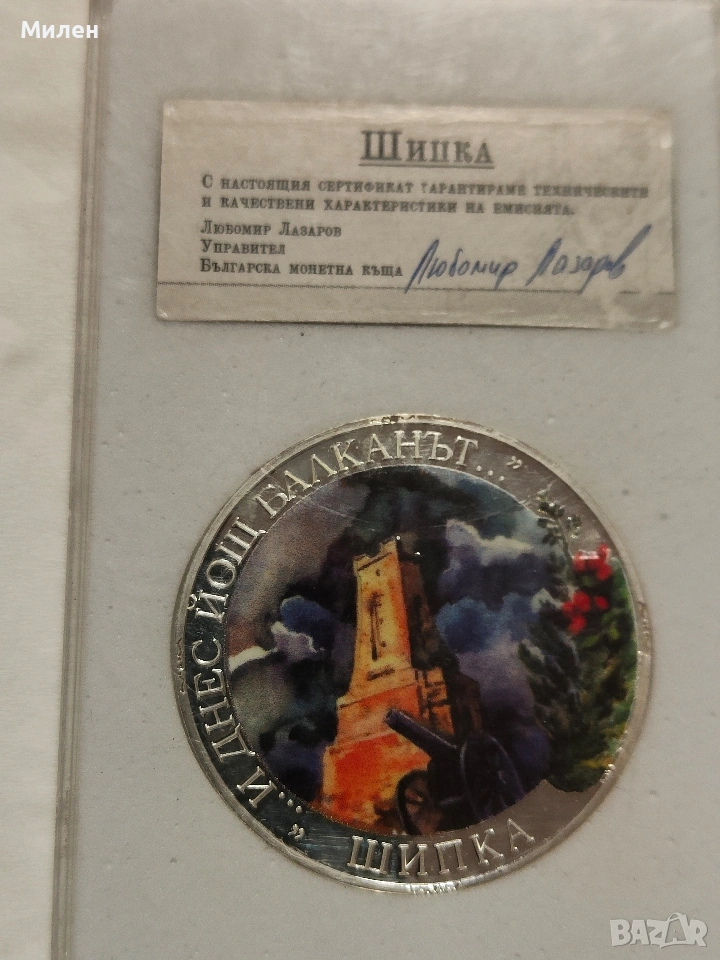 Милен
Шипка
С настоящия сертификат гарантираме техническите
и качествени характеристики на емисията.
Любомир Лазаров
Управител
Българска монетна къща Любомир Лазаров
„... И ДНЕС ЙОЩ БАЛКАНЪТ..."
ШИПКА
BAZAR